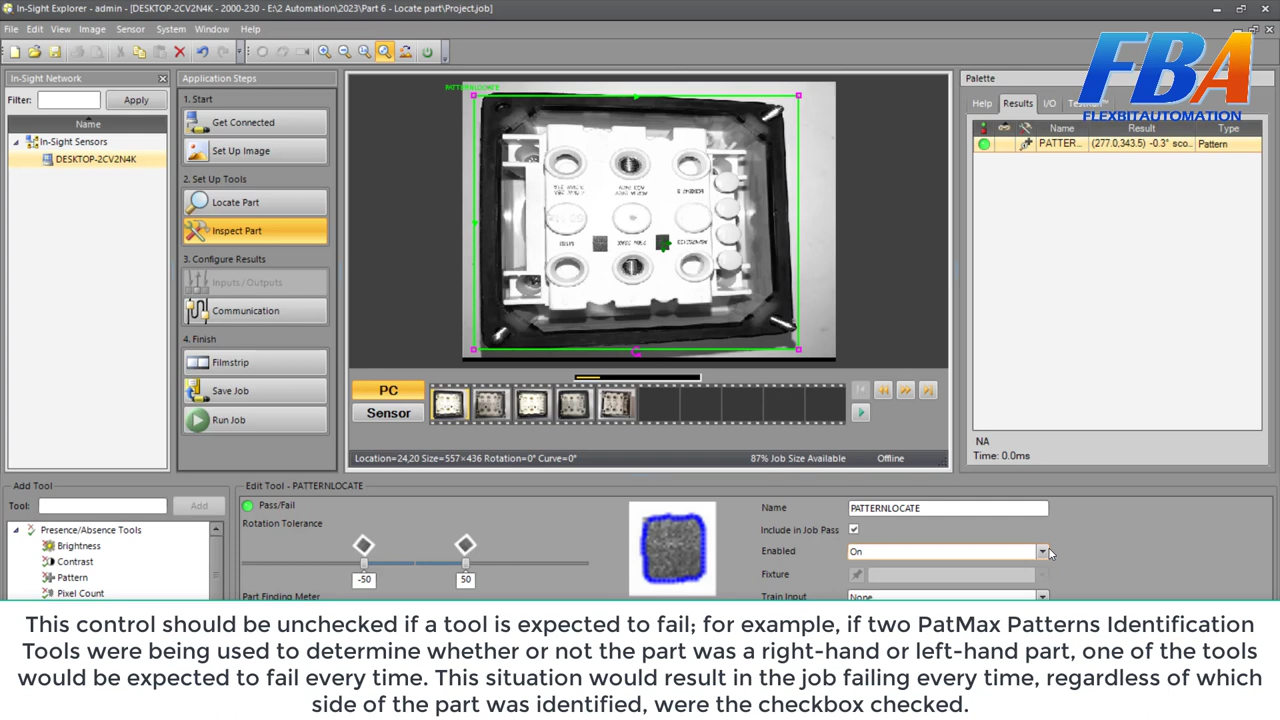 In-Sight Explorer - admin - [DESKTOP-2CV2N4K - 2000-230 - E:\2 Automation\2023\Part 6 - Locate part\Project.job]
File Edit View Image Sensor System Window Help
In-Sight Network
Filter: Apply
Name
In-Sight Sensors
DESKTOP-2CV2N4K
Application Steps
1. Start
Get Connected
Set Up Image
2. Set Up Tools
Locate Part
Inspect Part
3. Configure Results
Inputs / Outputs
Communication
4. Finish
Filmstrip
Save Job
Run Job
PATTERNLOCATE
PC
Sensor
Location=24,20 Size=557×436 Rotation=0° Curve=0° 87% Job Size Available Offline
FBA
FLEXBITAUTOMATION
Palette
Help Results I/O
Name Result Type
PATTER... (277.0,343.5) -0.3° sco... Pattern
NA
Time: 0.0ms
Add Tool
Tool: Add
Presence/Absence Tools
Brightness
Contrast
Pattern
Pixel Count
Edit Tool - PATTERNLOCATE
Pass/Fail
Rotation Tolerance
-50 50
Part Finding Meter
Name PATTERNLOCATE
Include in Job Pass
Enabled On
Fixture
Train Input None
This control should be unchecked if a tool is expected to fail; for example, if two PatMax Patterns Identification
Tools were being used to determine whether or not the part was a right-hand or left-hand part, one of the tools
would be expected to fail every time. This situation would result in the job failing every time, regardless of which
side of the part was identified, were the checkbox checked.